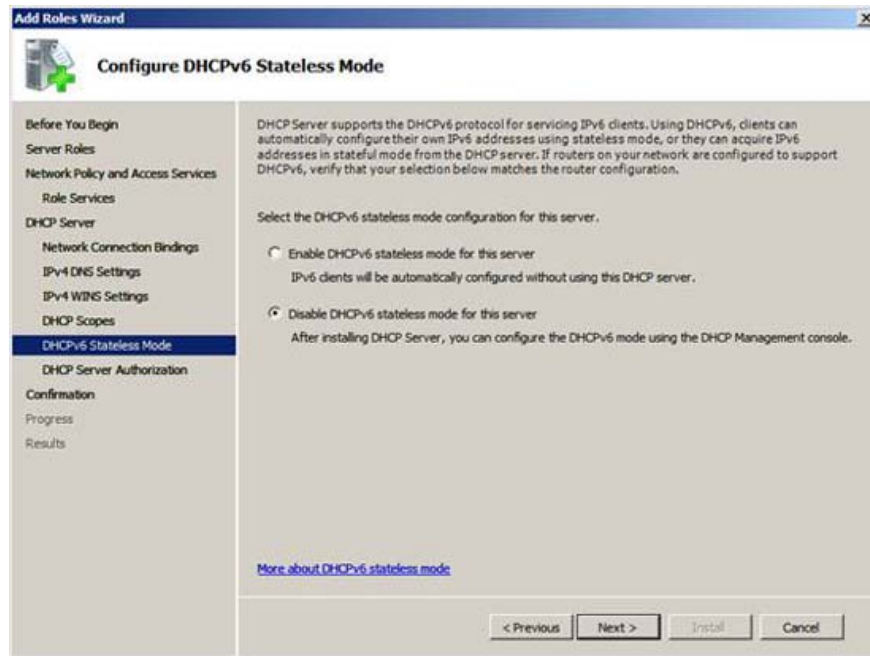 Add Roles Wizard
Configure DHCPv6 Stateless Mode
Before You Begin
Server Roles
Network Policy and Access Services
Role Services
DHCP Server
Network Connection Bindings
IPv4 DNS Settings
IPv4 WINS Settings
DHCP Scopes
DHCPv6 Stateless Mode
DHCP Server Authorization
Confirmation
Progress
Results
DHCP Server supports the DHCPv6 protocol for servicing IPv6 clients. Using DHCPv6, clients can
automatically configure their own IPv6 addresses using stateless mode, or they can acquire IPv6
addresses in stateful mode from the DHCP server. If routers on your network are configured to support
DHCPv6, verify that your selection below matches the router configuration.
Select the DHCPv6 stateless mode configuration for this server.
Enable DHCPv6 stateless mode for this server
IPv6 clients will be automatically configured without using this DHCP server.
Disable DHCPv6 stateless mode for this server
After installing DHCP Server, you can configure the DHCPv6 mode using the DHCP Management console.
More about DHCPv6 stateless mode
< Previous
Next >
Install
Cancel